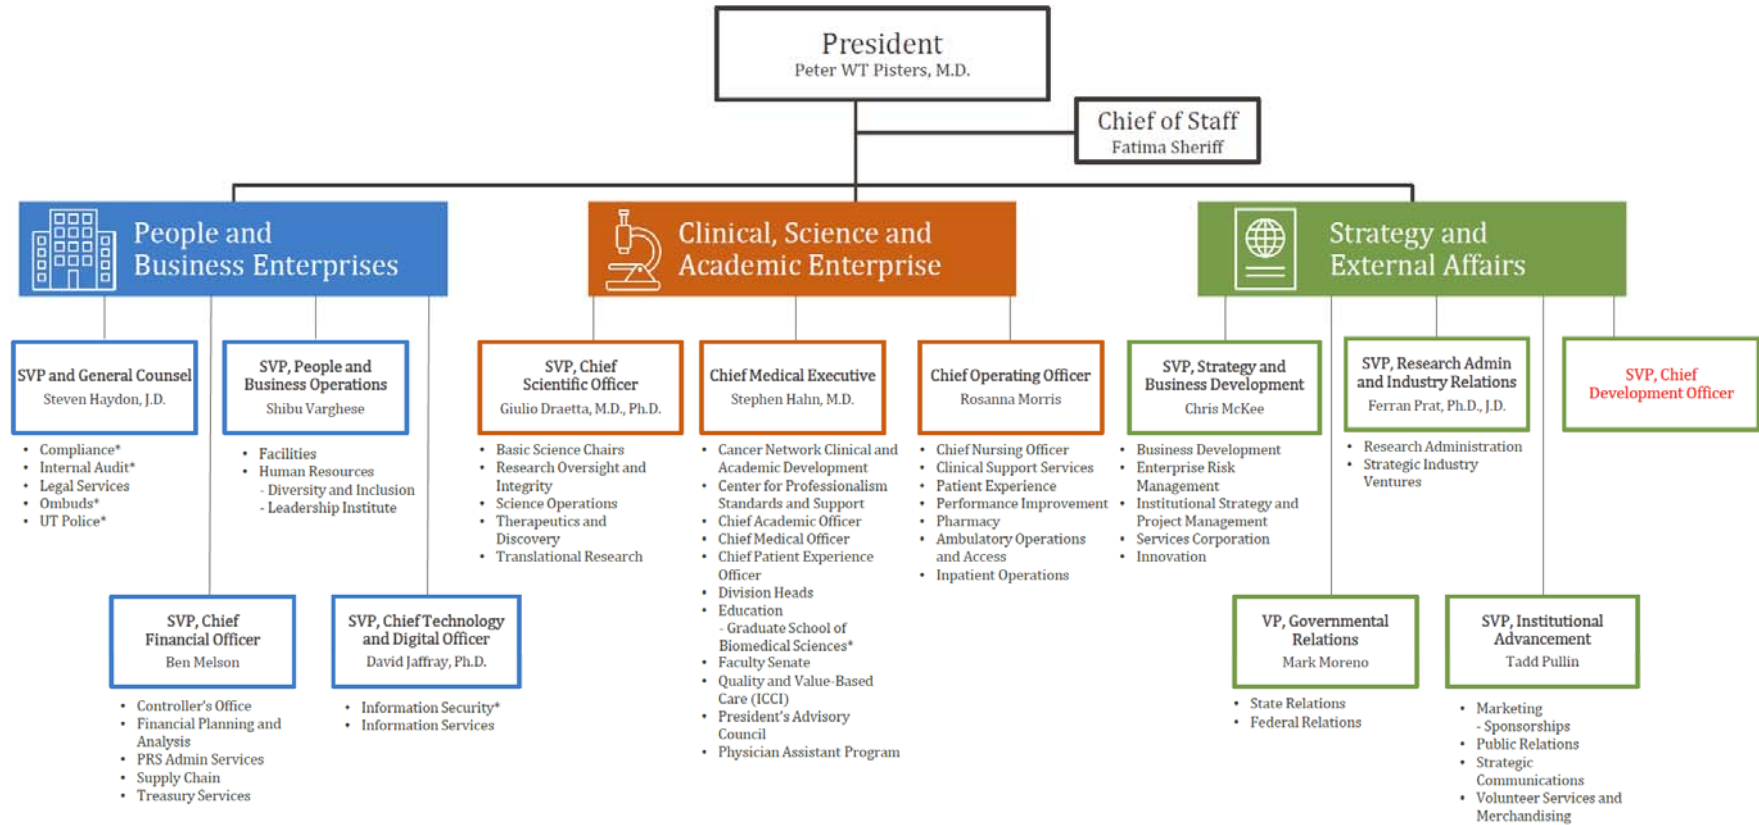 President
Peter WT Pisters, M.D.
Chief of Staff
Fatima Sheriff
People and
Business Enterprises
Clinical, Science and
Academic Enterprise
Strategy and
External Affairs
SVP and General Counsel
Steven Haydon, J.D.
• Compliance*
• Internal Audit*
• Legal Services
• Ombuds*
• UT Police*
SVP, People and
Business Operations
Shibu Varghese
• Facilities
• Human Resources
- Diversity and Inclusion
- Leadership Institute
SVP, Chief
Financial Officer
Ben Melson
• Controller's Office
• Financial Planning and
Analysis
• PRS Admin Services
• Supply Chain
• Treasury Services
SVP, Chief Technology
and Digital Officer
David Jaffray, Ph.D.
• Information Security*
• Information Services
SVP, Chief
Scientific Officer
Giulio Draetta, M.D., Ph.D.
• Basic Science Chairs
• Research Oversight and
Integrity
• Science Operations
• Therapeutics and
Discovery
• Translational Research
Chief Medical Executive
Stephen Hahn, M.D.
• Cancer Network Clinical and
Academic Development
• Center for Professionalism
Standards and Support
• Chief Academic Officer
• Chief Medical Officer
• Chief Patient Experience
Officer
• Division Heads
• Education
- Graduate School of
Biomedical Sciences*
• Faculty Senate
• Quality and Value-Based
Care (ICCI)
• President's Advisory
Council
• Physician Assistant Program
Chief Operating Officer
Rosanna Morris
• Chief Nursing Officer
• Clinical Support Services
• Patient Experience
• Performance Improvement
• Pharmacy
• Ambulatory Operations
and Access
• Inpatient Operations
SVP, Strategy and
Business Development
Chris McKee
• Business Development
• Enterprise Risk
Management
• Institutional Strategy and
Project Management
• Services Corporation
• Innovation
VP, Governmental
Relations
Mark Moreno
• State Relations
• Federal Relations
SVP, Research Admin
and Industry Relations
Ferran Prat, Ph.D., J.D.
• Research Administration
• Strategic Industry
Ventures
SVP, Institutional
Advancement
Tadd Pullin
• Marketing
- Sponsorships
• Public Relations
• Strategic
Communications
• Volunteer Services and
Merchandising
SVP, Chief
Development Officer